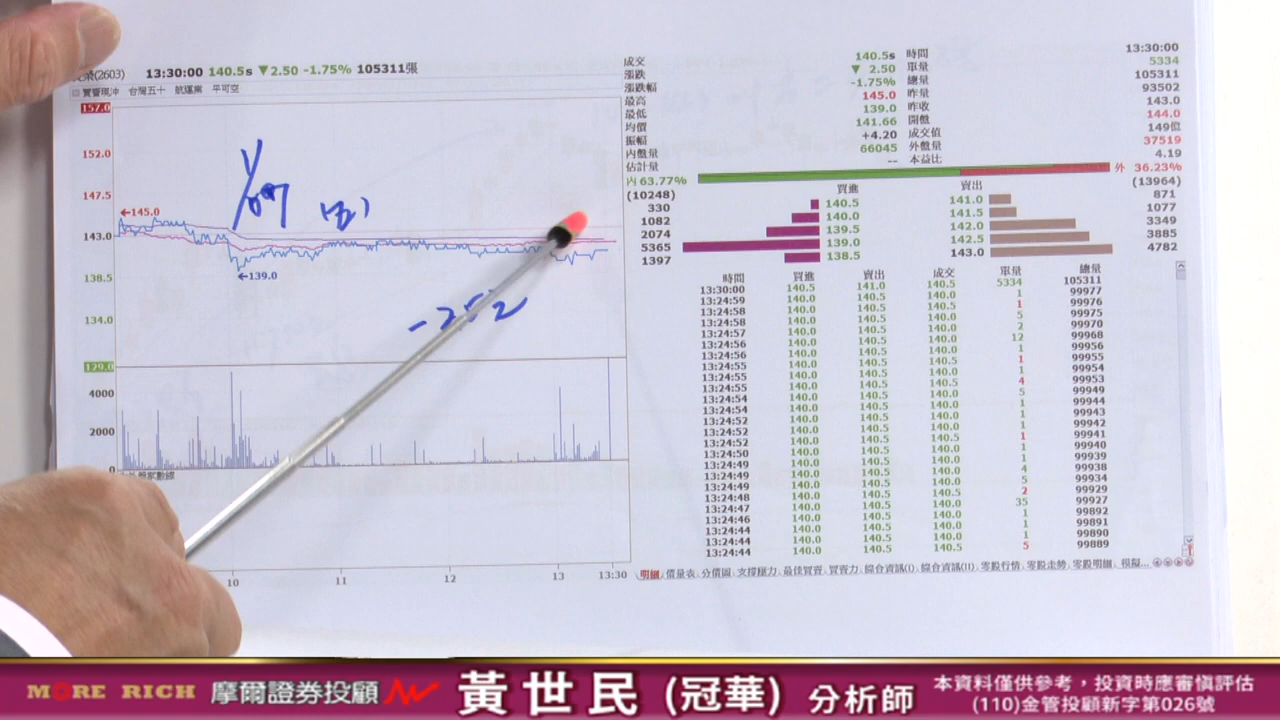 (2603) 13:30:00 140.5s ▼2.50 -1.75% 105311張
買賣現沖 台灣五十 航運業 平可空
157.0
152.0
147.5
←145.0
143.0
138.5
←139.0
134.0
129.0
4000
2000
0
1/07 (五)
-252
10 11 12 13 13:30
成交 140.5s 時間 13:30:00
漲跌 ▼ 2.50 單量 5334
漲跌幅 -1.75% 總量 105311
最高 145.0 昨量 93502
最低 139.0 昨收 143.0
均價 141.66 開盤 144.0
振幅 +4.20 成交值 149億
內盤量 66045 外盤量 37519
估計量 -- 本益比 4.19
內 63.77% 外 36.23%
(10248) 買進 賣出 (13964)
330 140.5 141.0 871
1082 140.0 141.5 1077
2074 139.5 142.0 3349
5365 139.0 142.5 3885
1397 138.5 143.0 4782
時間 買進 賣出 成交 單量 總量
13:30:00 140.5 141.0 140.5 5334 105311
13:24:59 140.0 140.5 140.0 1 99977
13:24:58 140.0 140.5 140.5 1 99976
13:24:58 140.0 140.5 140.0 5 99975
13:24:57 140.0 140.5 140.0 2 99970
13:24:56 140.0 140.5 140.0 12 99968
13:24:56 140.0 140.5 140.0 1 99956
13:24:55 140.0 140.5 140.5 1 99955
13:24:55 140.0 140.5 140.0 1 99954
13:24:55 140.0 140.5 140.5 4 99953
13:24:54 140.0 140.5 140.0 5 99949
13:24:54 140.0 140.5 140.0 1 99944
13:24:52 140.0 140.5 140.0 1 99943
13:24:52 140.0 140.5 140.0 1 99942
13:24:52 140.0 140.5 140.5 1 99941
13:24:50 140.0 140.5 140.0 1 99940
13:24:49 140.0 140.5 140.0 1 99939
13:24:49 140.0 140.5 140.0 4 99938
13:24:49 140.0 140.5 140.0 5 99934
13:24:48 140.0 140.5 140.5 2 99929
13:24:47 140.0 140.5 140.0 35 99927
13:24:46 140.0 140.5 140.0 1 99892
13:24:44 140.0 140.5 140.0 1 99891
13:24:44 140.0 140.5 140.0 1 99890
13:24:44 140.0 140.5 140.5 5 99889
明細 價量表 分價圖 支撐壓力 最佳買賣 買賣力 綜合資訊(I) 綜合資訊(II) 零股行情 零股走勢 零股明細 模擬...
MORE RICH 摩爾證券投顧 黃世民(冠華) 分析師
本資料僅供參考，投資時應審慎評估
(110)金管投顧新字第026號